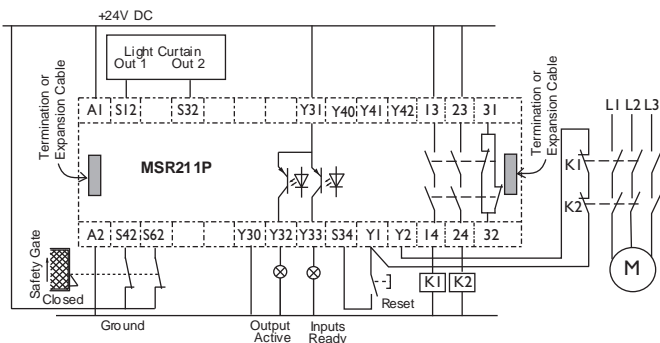 +24V DC
Light Curtain
Out 1 Out 2
Termination or
Expansion Cable
A1 S12 S32 Y31 Y40 Y41 Y42 13 23 31
Termination or
Expansion Cable
L1 L2 L3
MSR211P
K1
K2
A2 S42 S62 Y30 Y32 Y33 S34 Y1 Y2 14 24 32
Safety Gate
Closed
K1 K2
M
Reset
Ground
Output
Active
Inputs
Ready